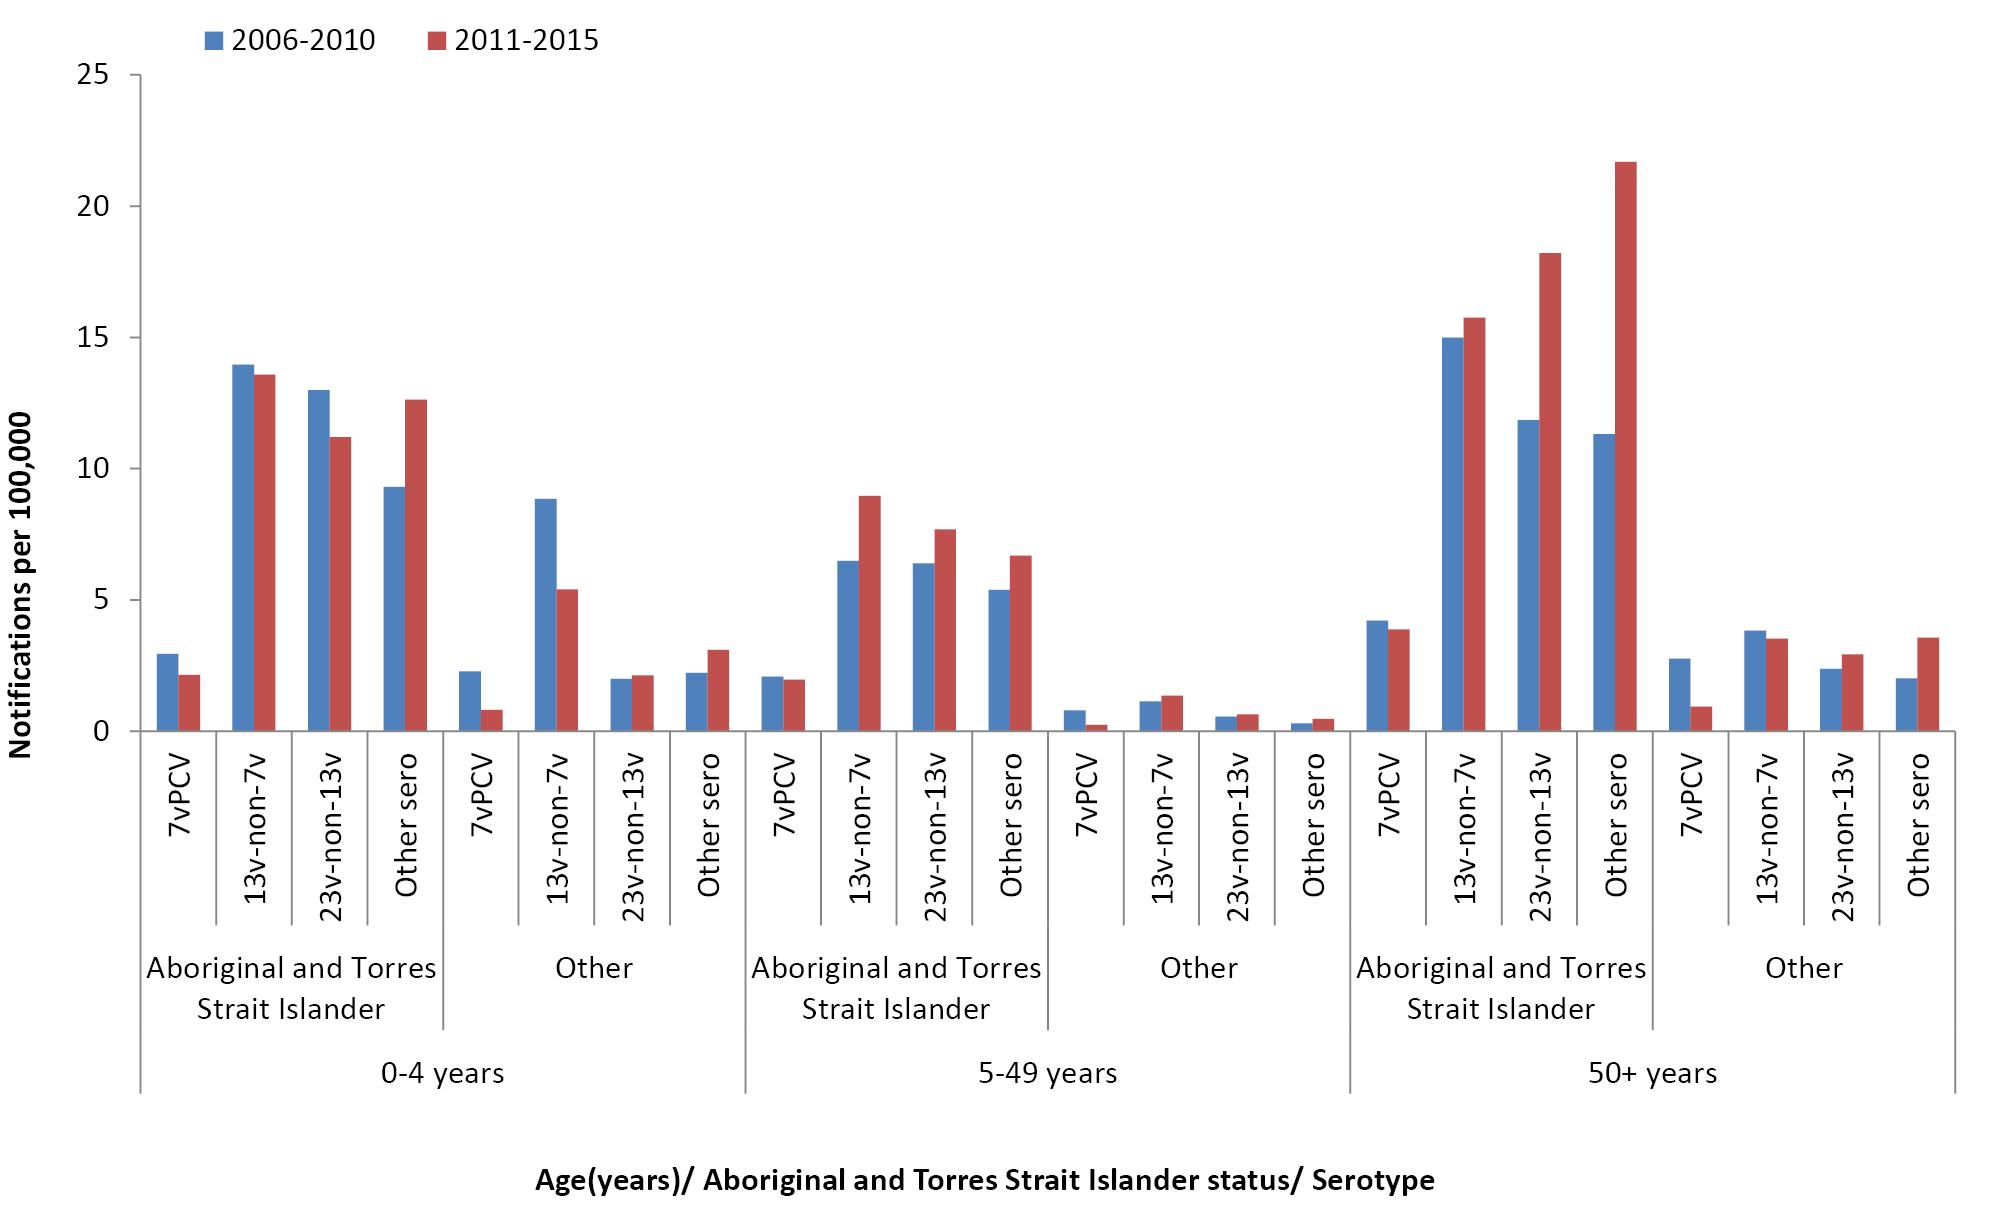 2006-2010
2011-2015
25
20
15
10
5
0
Notifications per 100,000
7vPCV
13v-non-7v
23v-non-13v
Other sero
7vPCV
13v-non-7v
23v-non-13v
Other sero
7vPCV
13v-non-7v
23v-non-13v
Other sero
7vPCV
13v-non-7v
23v-non-13v
Other sero
7vPCV
13v-non-7v
23v-non-13v
Other sero
7vPCV
13v-non-7v
23v-non-13v
Other sero
Aboriginal and Torres
Strait Islander
Other
Aboriginal and Torres
Strait Islander
Other
Aboriginal and Torres
Strait Islander
Other
0-4 years
5-49 years
50+ years
Age(years)/ Aboriginal and Torres Strait Islander status/ Serotype